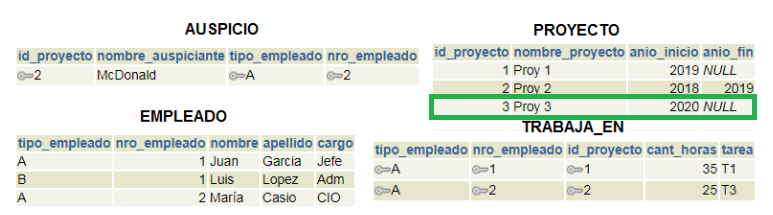 AUSPICIO
id_proyecto nombre_auspiciante tipo_empleado nro_empleado
2 McDonald A 2
PROYECTO
id_proyecto nombre_proyecto anio_inicio anio_fin
1 Proy 1 2019 NULL
2 Proy 2 2018 2019
3 Proy 3 2020 NULL
EMPLEADO
tipo_empleado nro_empleado nombre apellido cargo
A 1 Juan Garcia Jefe
B 1 Luis Lopez Adm
A 2 María Casio CIO
TRABAJA_EN
tipo_empleado nro_empleado id_proyecto cant_horas tarea
A 1 1 35 T1
A 2 2 25 T3